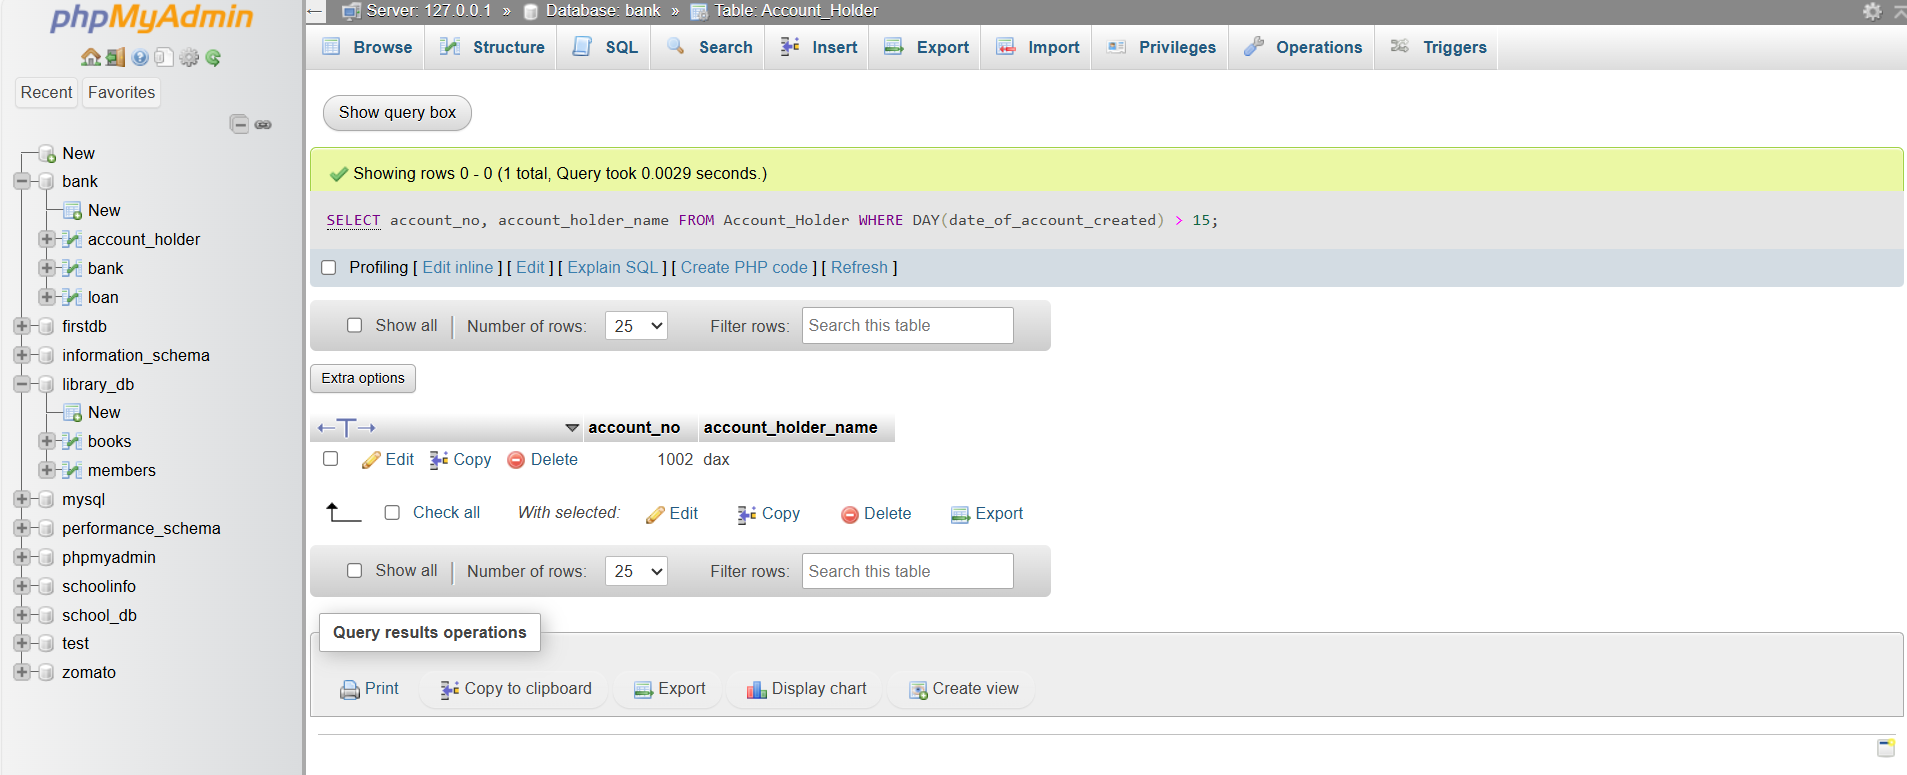 phpMyAdmin
Recent Favorites
New
bank
New
account_holder
bank
loan
firstdb
information_schema
library_db
New
books
members
mysql
performance_schema
phpmyadmin
schoolinfo
school_db
test
zomato
Server: 127.0.0.1 » Database: bank » Table: Account_Holder
Browse Structure SQL Search Insert Export Import Privileges Operations Triggers
Show query box
Showing rows 0 - 0 (1 total, Query took 0.0029 seconds.)
SELECT account_no, account_holder_name FROM Account_Holder WHERE DAY(date_of_account_created) > 15;
Profiling [ Edit inline ] [ Edit ] [ Explain SQL ] [ Create PHP code ] [ Refresh ]
Show all Number of rows: 25 Filter rows: Search this table
Extra options
←T→ account_no account_holder_name
Edit Copy Delete 1002 dax
Check all With selected: Edit Copy Delete Export
Show all Number of rows: 25 Filter rows: Search this table
Query results operations
Print Copy to clipboard Export Display chart Create view